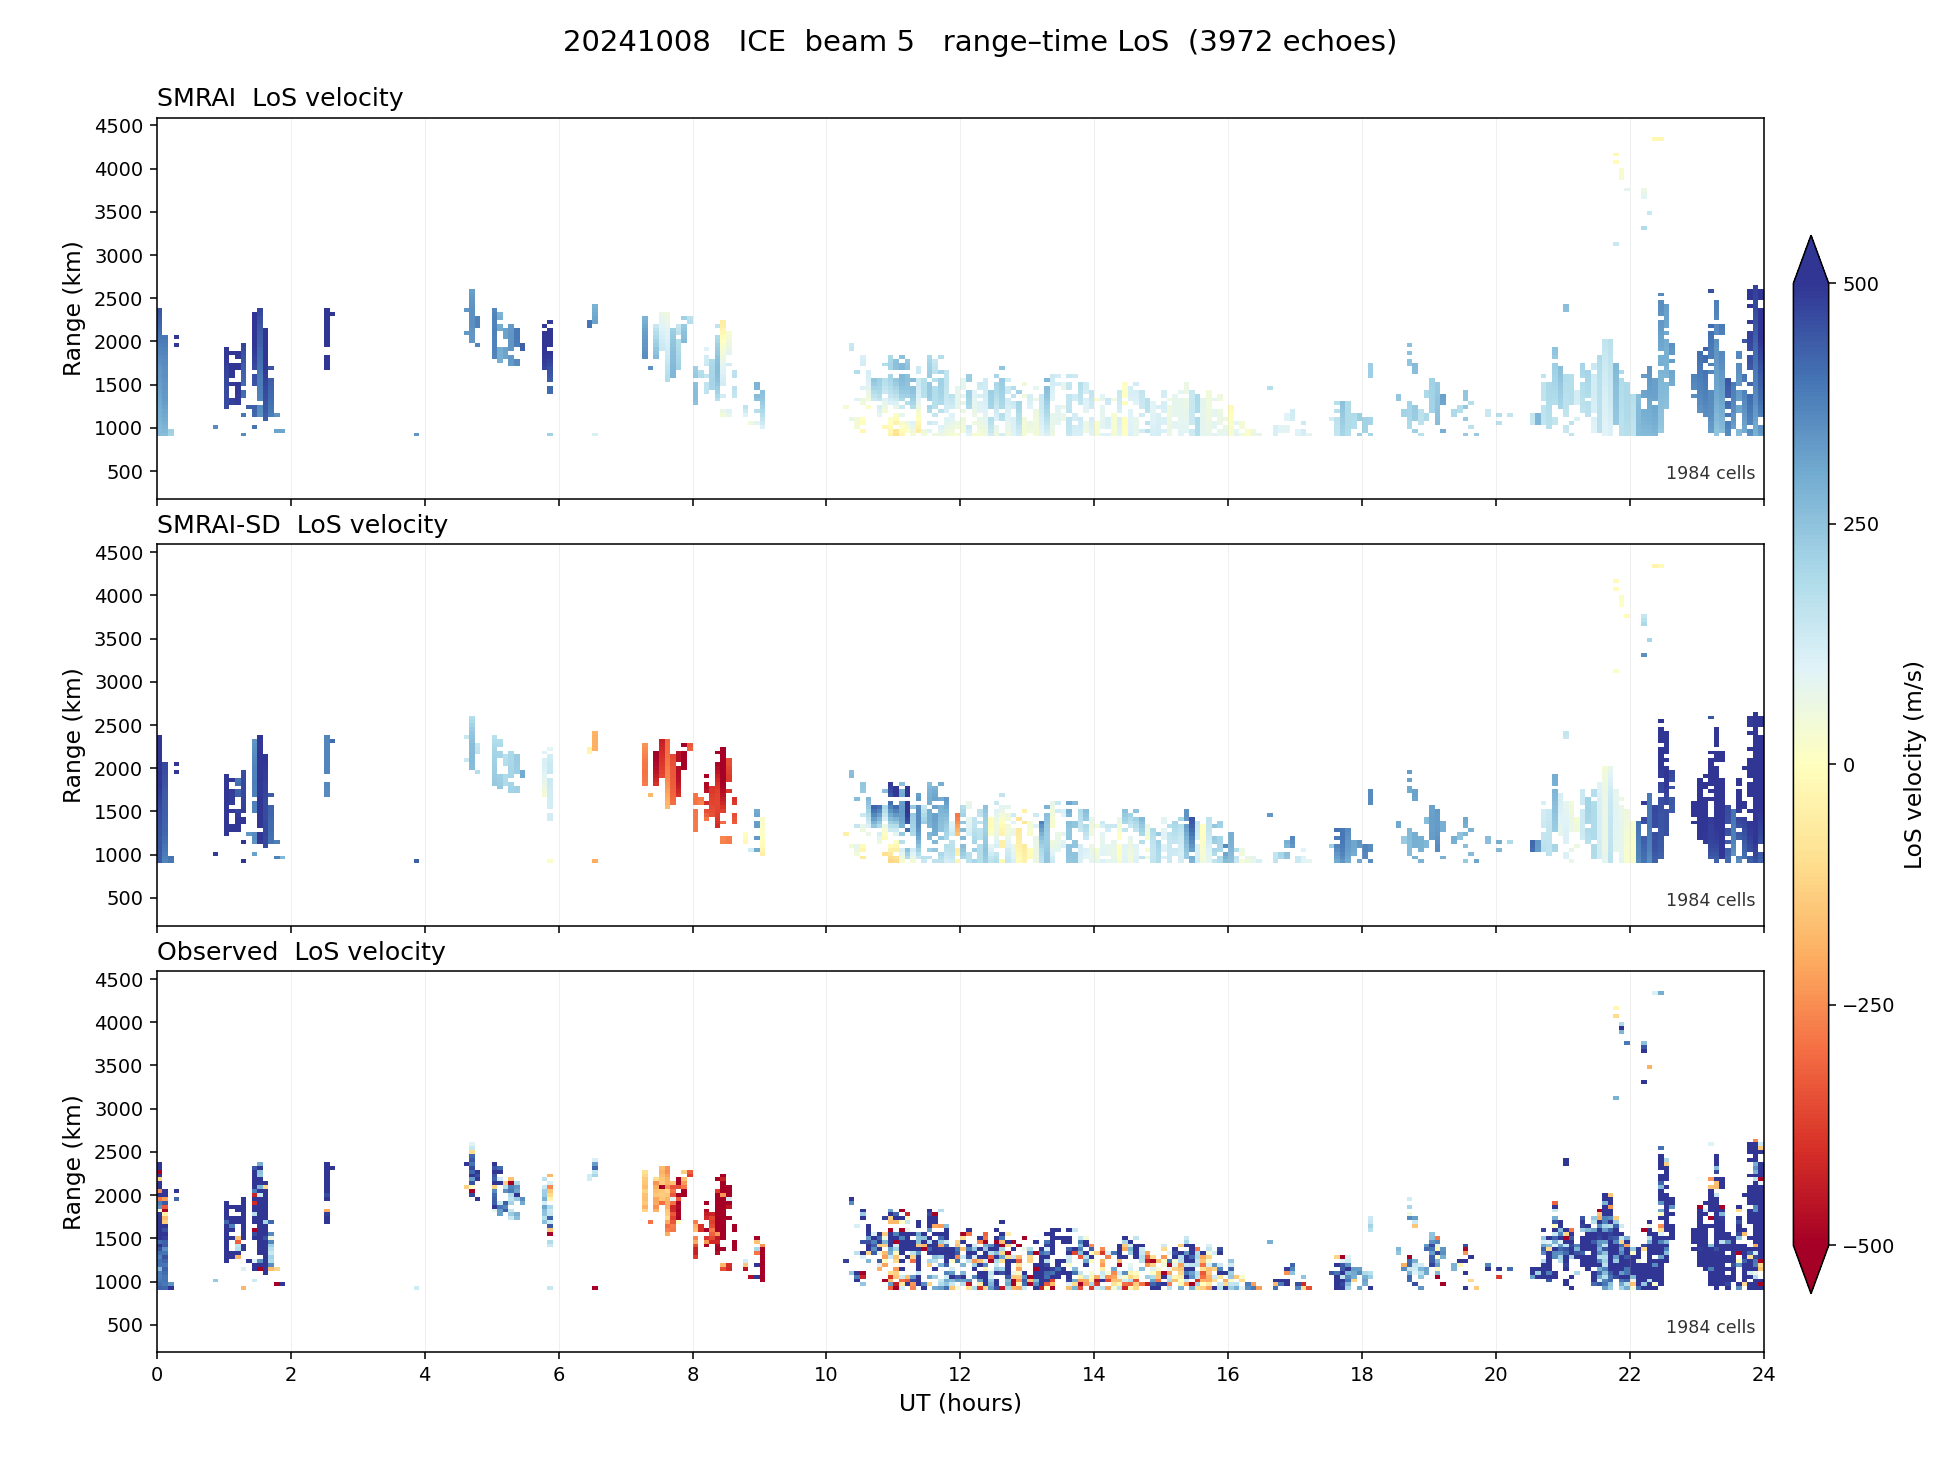 20241008   ICE  beam 5   range–time LoS  (3972 echoes)
SMRAI  LoS velocity
4500
4000
3500
3000
2500
2000
1500
1000
500
Range (km)
1984 cells
SMRAI-SD  LoS velocity
4500
4000
3500
3000
2500
2000
1500
1000
500
Range (km)
1984 cells
Observed  LoS velocity
4500
4000
3500
3000
2500
2000
1500
1000
500
Range (km)
1984 cells
0 2 4 6 8 10 12 14 16 18 20 22 24
UT (hours)
500
250
0
−250
−500
LoS velocity (m/s)